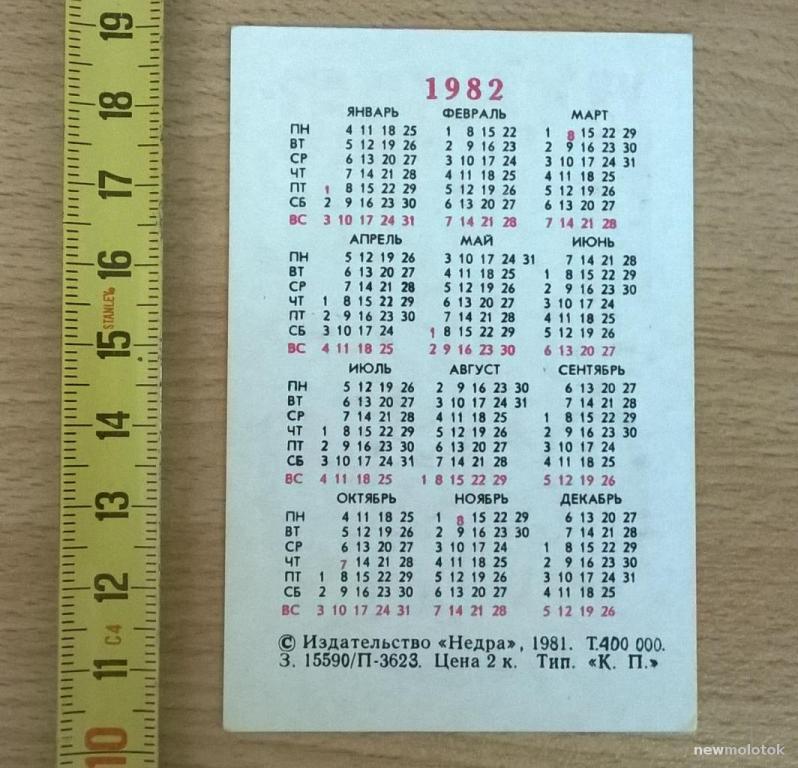 1982
ЯНВАРЬ ФЕВРАЛЬ МАРТ
ПН 4 11 18 25 1 8 15 22 1 8 15 22 29
ВТ 5 12 19 26 2 9 16 23 2 9 16 23 30
СР 6 13 20 27 3 10 17 24 3 10 17 24 31
ЧТ 7 14 21 28 4 11 18 25 4 11 18 25
ПТ 1 8 15 22 29 5 12 19 26 5 12 19 26
СБ 2 9 16 23 30 6 13 20 27 6 13 20 27
ВС 3 10 17 24 31 7 14 21 28 7 14 21 28
АПРЕЛЬ МАЙ ИЮНЬ
ПН 5 12 19 26 3 10 17 24 31 7 14 21 28
ВТ 6 13 20 27 4 11 18 25 1 8 15 22 29
СР 7 14 21 28 5 12 19 26 2 9 16 23 30
ЧТ 1 8 15 22 29 6 13 20 27 3 10 17 24
ПТ 2 9 16 23 30 7 14 21 28 4 11 18 25
СБ 3 10 17 24 1 8 15 22 29 5 12 19 26
ВС 4 11 18 25 2 9 16 23 30 6 13 20 27
ИЮЛЬ АВГУСТ СЕНТЯБРЬ
ПН 5 12 19 26 2 9 16 23 30 6 13 20 27
ВТ 6 13 20 27 3 10 17 24 31 7 14 21 28
СР 7 14 21 28 4 11 18 25 1 8 15 22 29
ЧТ 1 8 15 22 29 5 12 19 26 2 9 16 23 30
ПТ 2 9 16 23 30 6 13 20 27 3 10 17 24
СБ 3 10 17 24 31 7 14 21 28 4 11 18 25
ВС 4 11 18 25 1 8 15 22 29 5 12 19 26
ОКТЯБРЬ НОЯБРЬ ДЕКАБРЬ
ПН 4 11 18 25 1 8 15 22 29 6 13 20 27
ВТ 5 12 19 26 2 9 16 23 30 7 14 21 28
СР 6 13 20 27 3 10 17 24 1 8 15 22 29
ЧТ 7 14 21 28 4 11 18 25 2 9 16 23 30
ПТ 1 8 15 22 29 5 12 19 26 3 10 17 24 31
СБ 2 9 16 23 30 6 13 20 27 4 11 18 25
ВС 3 10 17 24 31 7 14 21 28 5 12 19 26
© Издательство «Недра», 1981. Т.400 000.
З. 15590/П-3623. Цена 2 к. Тип. «К. П.»
19
18
17
16
STANLEY
15
14
13
12
C4
11
10
newmolotok